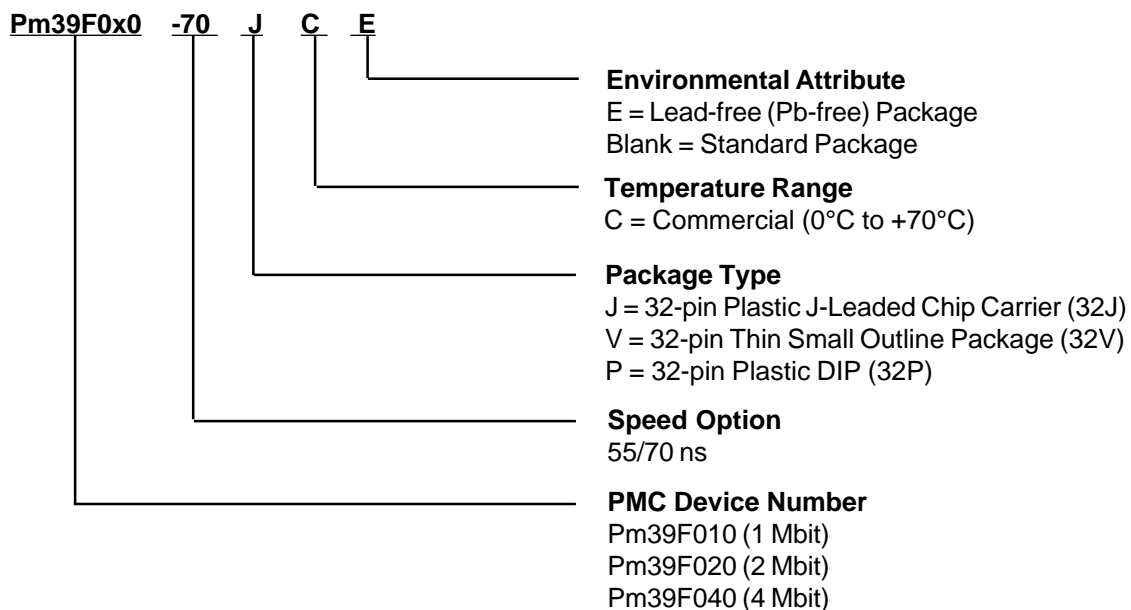 Pm39F0x0 -70 J C E
Environmental Attribute
E = Lead-free (Pb-free) Package
Blank = Standard Package
Temperature Range
C = Commercial (0°C to +70°C)
Package Type
J = 32-pin Plastic J-Leaded Chip Carrier (32J)
V = 32-pin Thin Small Outline Package (32V)
P = 32-pin Plastic DIP (32P)
Speed Option
55/70 ns
PMC Device Number
Pm39F010 (1 Mbit)
Pm39F020 (2 Mbit)
Pm39F040 (4 Mbit)